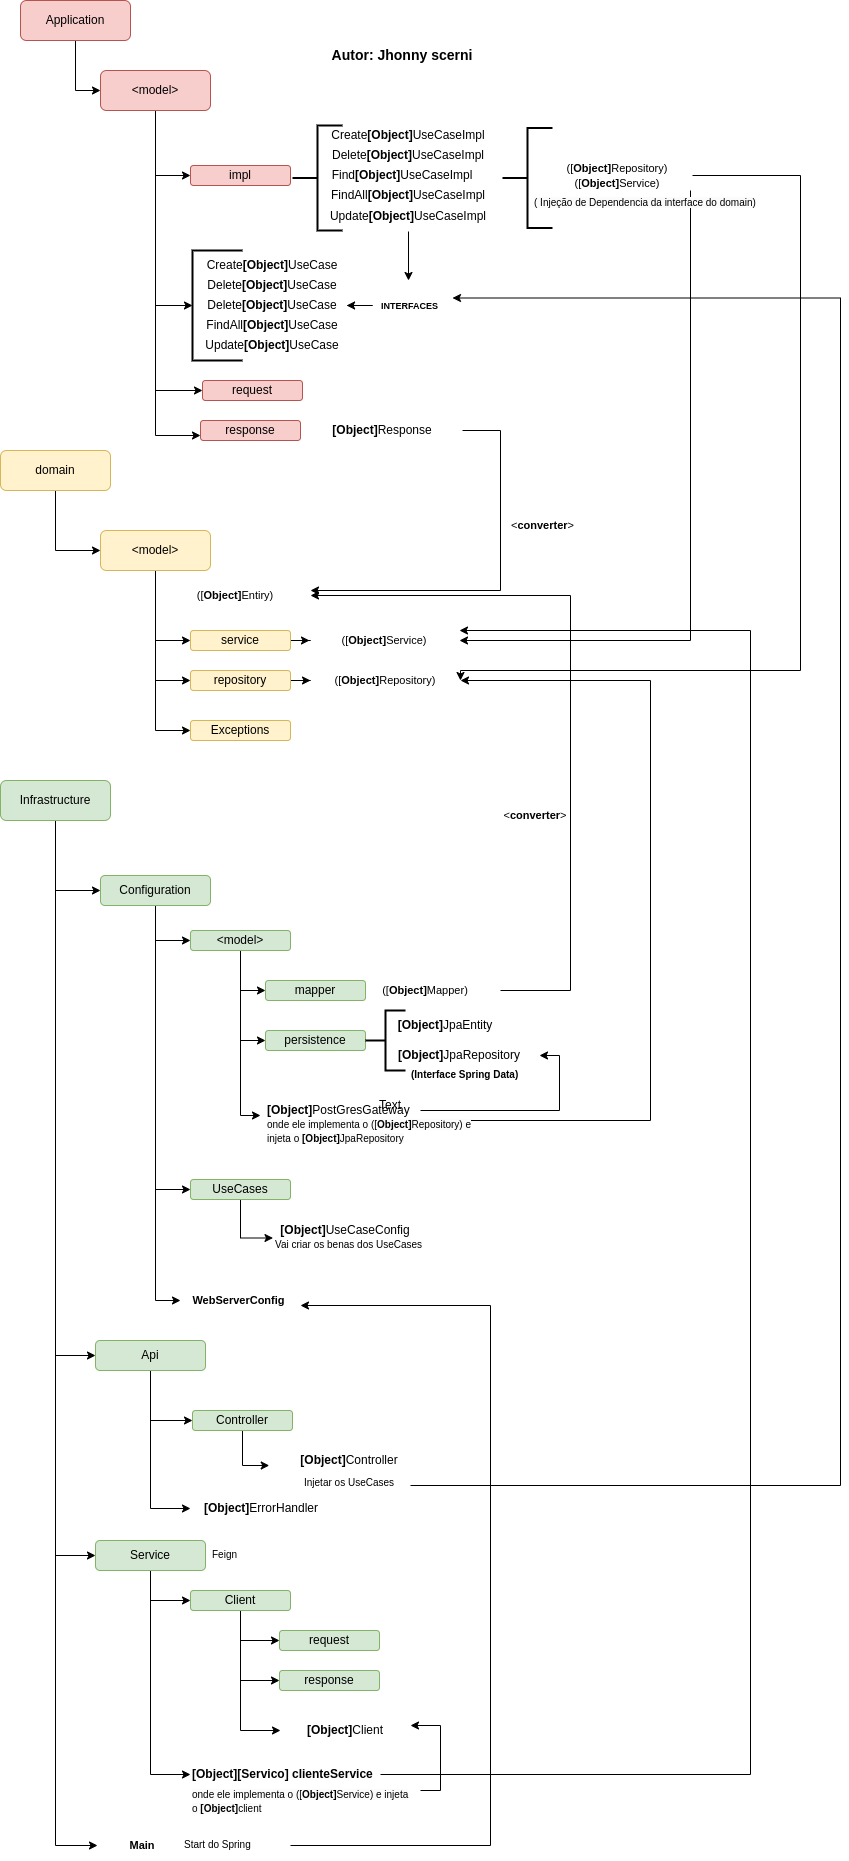 Application
Autor: Jhonny scerni
<model>
impl
Create[Object]UseCaseImpl
Delete[Object]UseCaseImpl
Find[Object]UseCaseImpl
FindAll[Object]UseCaseImpl
Update[Object]UseCaseImpl
([Object]Repository)
([Object]Service)
( Injeção de Dependencia da interface do domain)
Create[Object]UseCase
Delete[Object]UseCase
Delete[Object]UseCase
FindAll[Object]UseCase
Update[Object]UseCase
INTERFACES
request
response
[Object]Response
domain
<converter>
<model>
([Object]Entiry)
service
([Object]Service)
repository
([Object]Repository)
Exceptions
Infrastructure
<converter>
Configuration
<model>
mapper
([Object]Mapper)
persistence
[Object]JpaEntity
[Object]JpaRepository
(Interface Spring Data)
Text
[Object]PostGresGateway
onde ele implementa o ([Object]Repository) e
injeta o [Object]JpaRepository
UseCases
[Object]UseCaseConfig
Vai criar os benas dos UseCases
WebServerConfig
Api
Controller
[Object]Controller
Injetar os UseCases
[Object]ErrorHandler
Service
Feign
Client
request
response
[Object]Client
[Object][Servico] clienteService
onde ele implementa o ([Object]Service) e injeta
o [Object]client
Main
Start do Spring